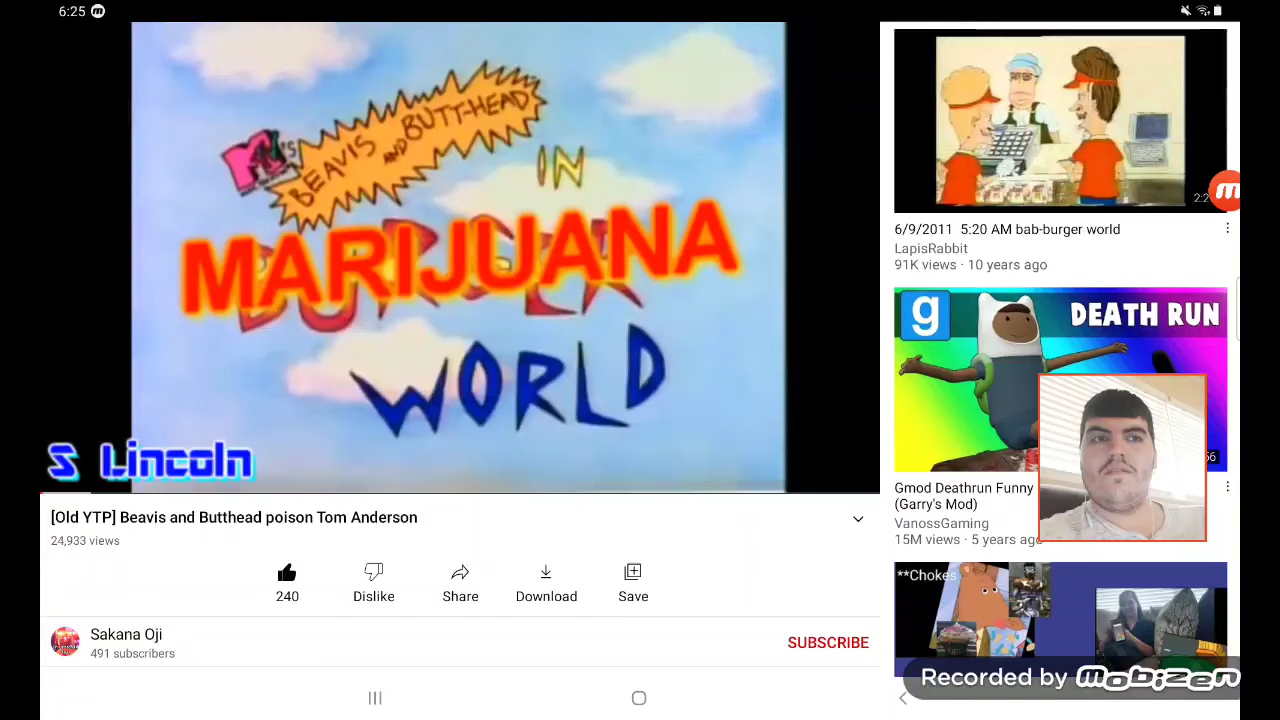 6:25
MTV's
BEAVIS AND BUTT-HEAD
IN
MARIJUANA
WORLD
S Lincoln
[Old YTP] Beavis and Butthead poison Tom Anderson
24,933 views
240
Dislike
Share
Download
Save
Sakana Oji
491 subscribers
SUBSCRIBE
6/9/2011 5:20 AM bab-burger world
LapisRabbit
91K views · 10 years ago
g
DEATH RUN
Gmod Deathrun Funny
(Garry's Mod)
VanossGaming
15M views · 5 years ago
**Chokes
Recorded by mobizen